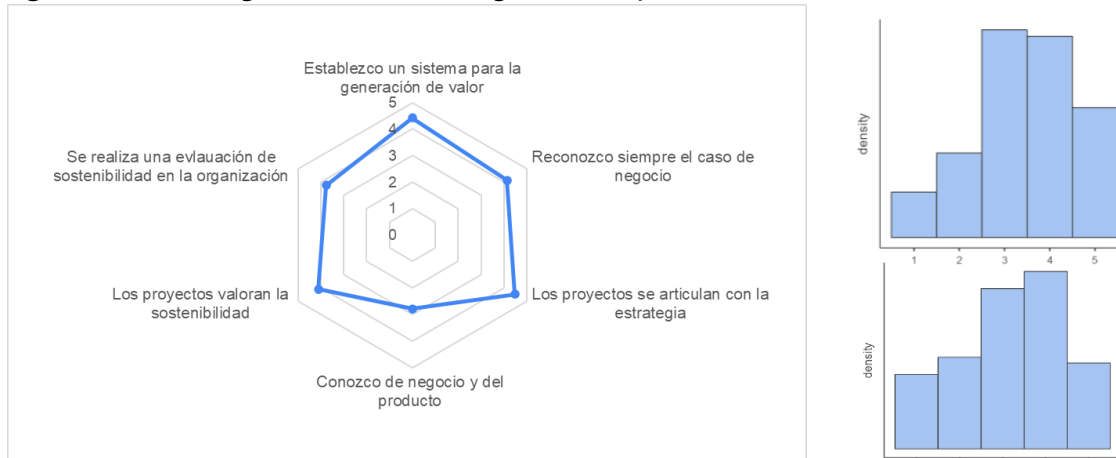 Establezco un sistema para la
generación de valor
5
4
3
2
1
0
Reconozco siempre el caso de
negocio
Los proyectos se articulan con la
estrategia
Conozco de negocio y del
producto
Los proyectos valoran la
sostenibilidad
Se realiza una evlauación de
sostenibilidad en la organización
density
1 2 3 4 5
density